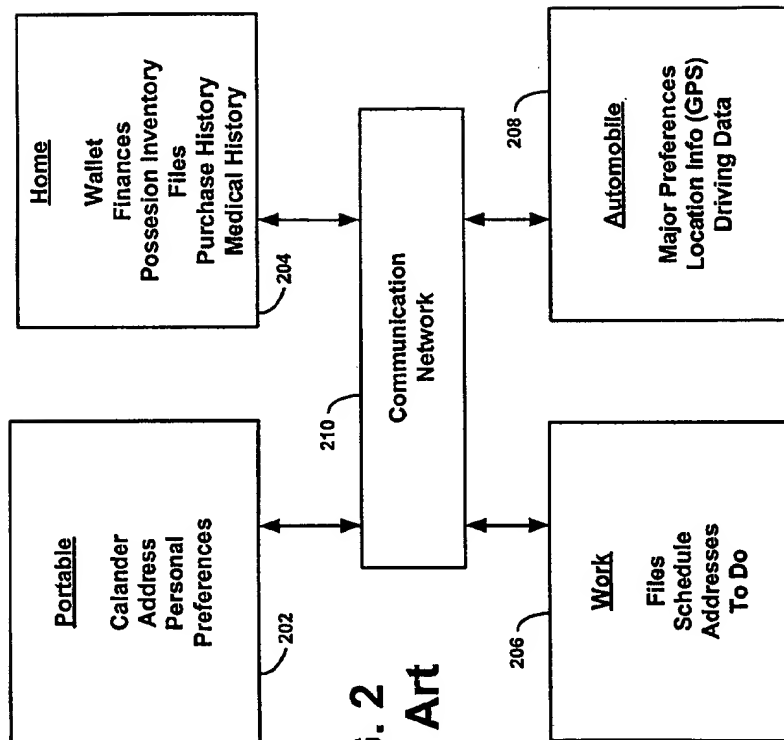 Portable
Calander
Address
Personal
Preferences
202
Home
Wallet
Finances
Possesion Inventory
Files
Purchase History
Medical History
204
210
Communication
Network
Work
Files
Schedule
Addresses
To Do
206
Automobile
Major Preferences
Location Info (GPS)
Driving Data
208
. 2
Art